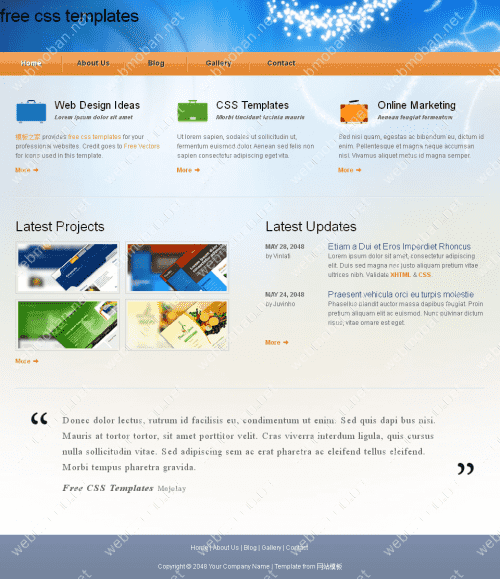 free css templates
Home About Us Blog Gallery Contact
Web Design Ideas
Lorem ipsum dolor sit amet
模板之家 provides free css templates for your
professional websites. Credit goes to Free Vectors
for icons used in this template.
More
CSS Templates
Morbi tincidunt lacinia mauris
Ut lorem sapien, sodales ut sollicitudin ut,
fermentum euismod dolor. Aenean sed felis non
sapien consectetur adipiscing eget vita.
More
Online Marketing
Aenean feugiat fermentum
Sed nisi quam, egestas ac bibendum eu, dictum id
enim. Pellentesque et magna neque accumsan
nisl. Vivamus aliquet metus id magna semper.
More
Latest Projects
More
Latest Updates
MAY 28, 2048
by Viniati
Etiam a Dui et Eros Imperdiet Rhoncus
Lorem ipsum dolor sit amet, consectetur adipiscing
elit. Duis sed magna nec justo aliquam pretium vitae
ultrices nibh. Validate XHTML & CSS.
MAY 24, 2048
by Juvinho
Praesent vehicula orci eu turpis molestie
Phasellus blandit auctor massa dapibus feugiat. Proin
pretium aliquam elit ac euismod. Nunc pulvinar dictum
risus, vitae ornare est eget.
More
“ Donec dolor lectus, rutrum id facilisis eu, condimentum ut enim. Sed quis dapi bus nisi.
Mauris at tortor tortor, sit amet porttitor velit. Cras viverra interdum ligula, quis cursus
nulla sollicitudin vitae. Sed adipiscing sem ac erat pharetra ac eleifend tellus eleifend.
Morbi tempus pharetra gravida. ”
Free CSS Templates Mojotay
Home | About Us | Blog | Gallery | Contact
Copyright © 2048 Your Company Name | Template from 网站模板
webmoban.net